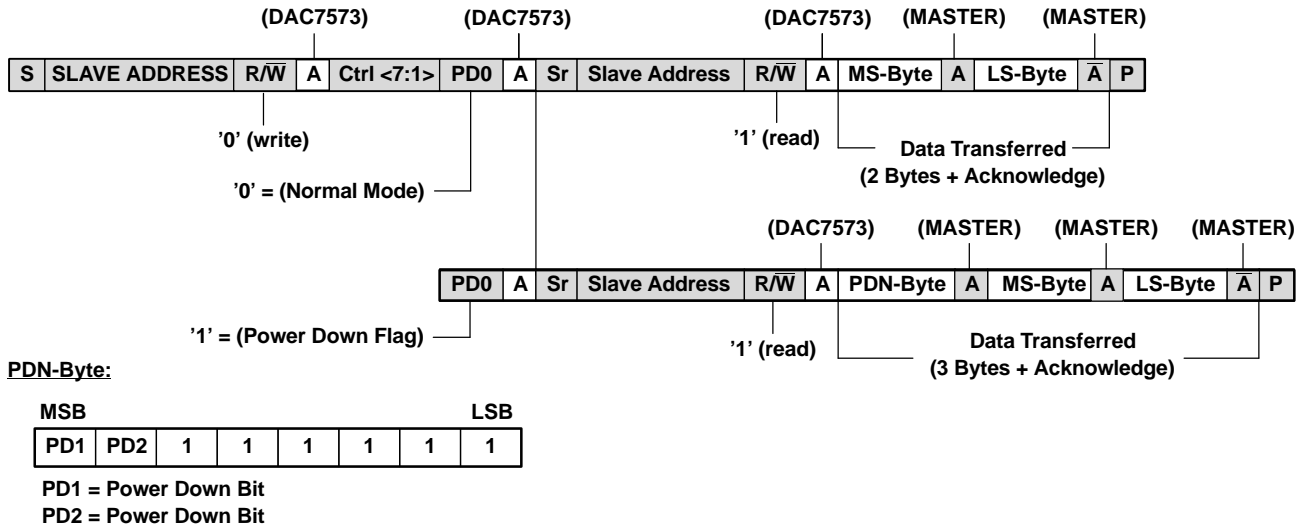 (DAC7573) (DAC7573) (DAC7573) (MASTER) (MASTER)
S SLAVE ADDRESS R/W̅ A Ctrl <7:1> PD0 A Sr Slave Address R/W̅ A MS-Byte A LS-Byte A̅ P
'0' (write) '1' (read) Data Transferred
(2 Bytes + Acknowledge)
'0' = (Normal Mode)
(DAC7573) (MASTER) (MASTER) (MASTER)
PD0 A Sr Slave Address R/W̅ A PDN-Byte A MS-Byte A LS-Byte A̅ P
'1' = (Power Down Flag) '1' (read) Data Transferred
(3 Bytes + Acknowledge)
PDN-Byte:
MSB LSB
PD1 PD2 1 1 1 1 1 1
PD1 = Power Down Bit
PD2 = Power Down Bit